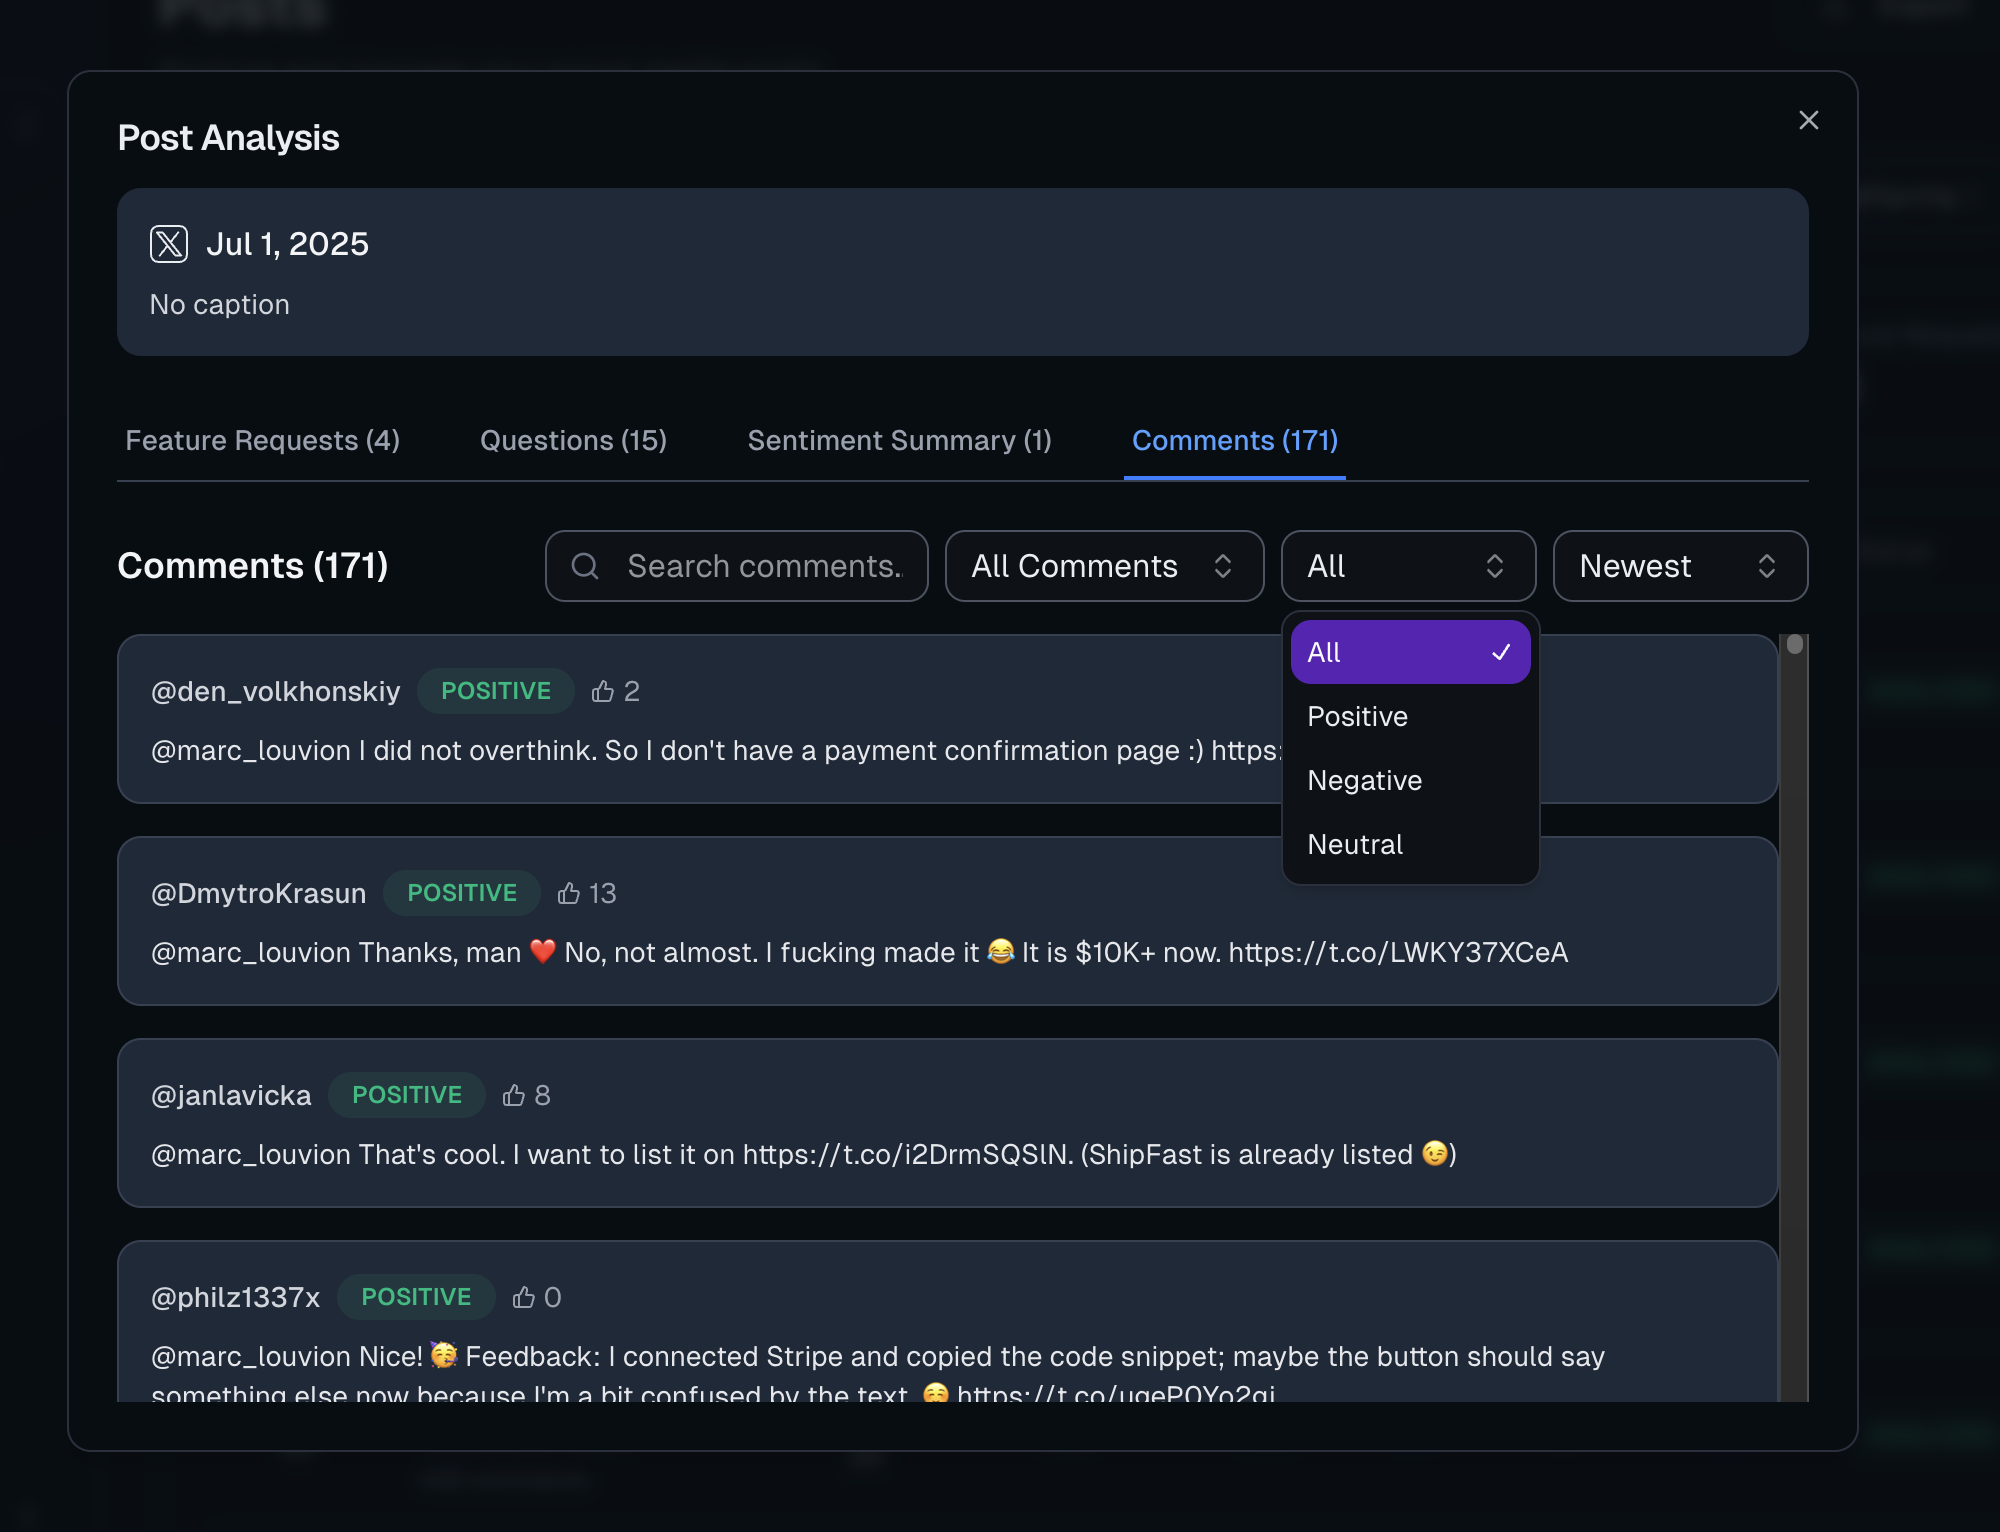 Posts
Post Analysis
Jul 1, 2025
No caption
Feature Requests (4) Questions (15) Sentiment Summary (1) Comments (171)
Comments (171) Search comments. All Comments All Newest
All
Positive
Negative
Neutral
@den_volkhonskiy POSITIVE 2
@marc_louvion I did not overthink. So I don't have a payment confirmation page :) https:
@DmytroKrasun POSITIVE 13
@marc_louvion Thanks, man ❤️ No, not almost. I fucking made it 😂 It is $10K+ now. https://t.co/LWKY37XCeA
@janlavicka POSITIVE 8
@marc_louvion That's cool. I want to list it on https://t.co/i2DrmSQSlN. (ShipFast is already listed 😉)
@philz1337x POSITIVE 0
@marc_louvion Nice! 🥳 Feedback: I connected Stripe and copied the code snippet; maybe the button should say
something else now because I'm a bit confused by the text. ☺️ https://t.co/